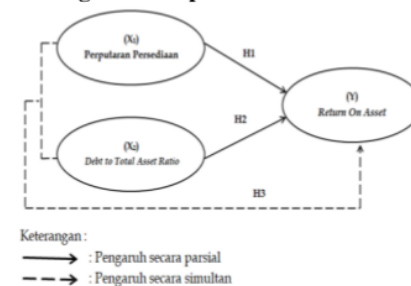 (X₁)
Perputaran Persediaan
H1
(Y)
Return On Asset
H2
(X₂)
Debt to Total Asset Ratio
H3
Keterangan :
: Pengaruh secara parsial
: Pengaruh secara simultan